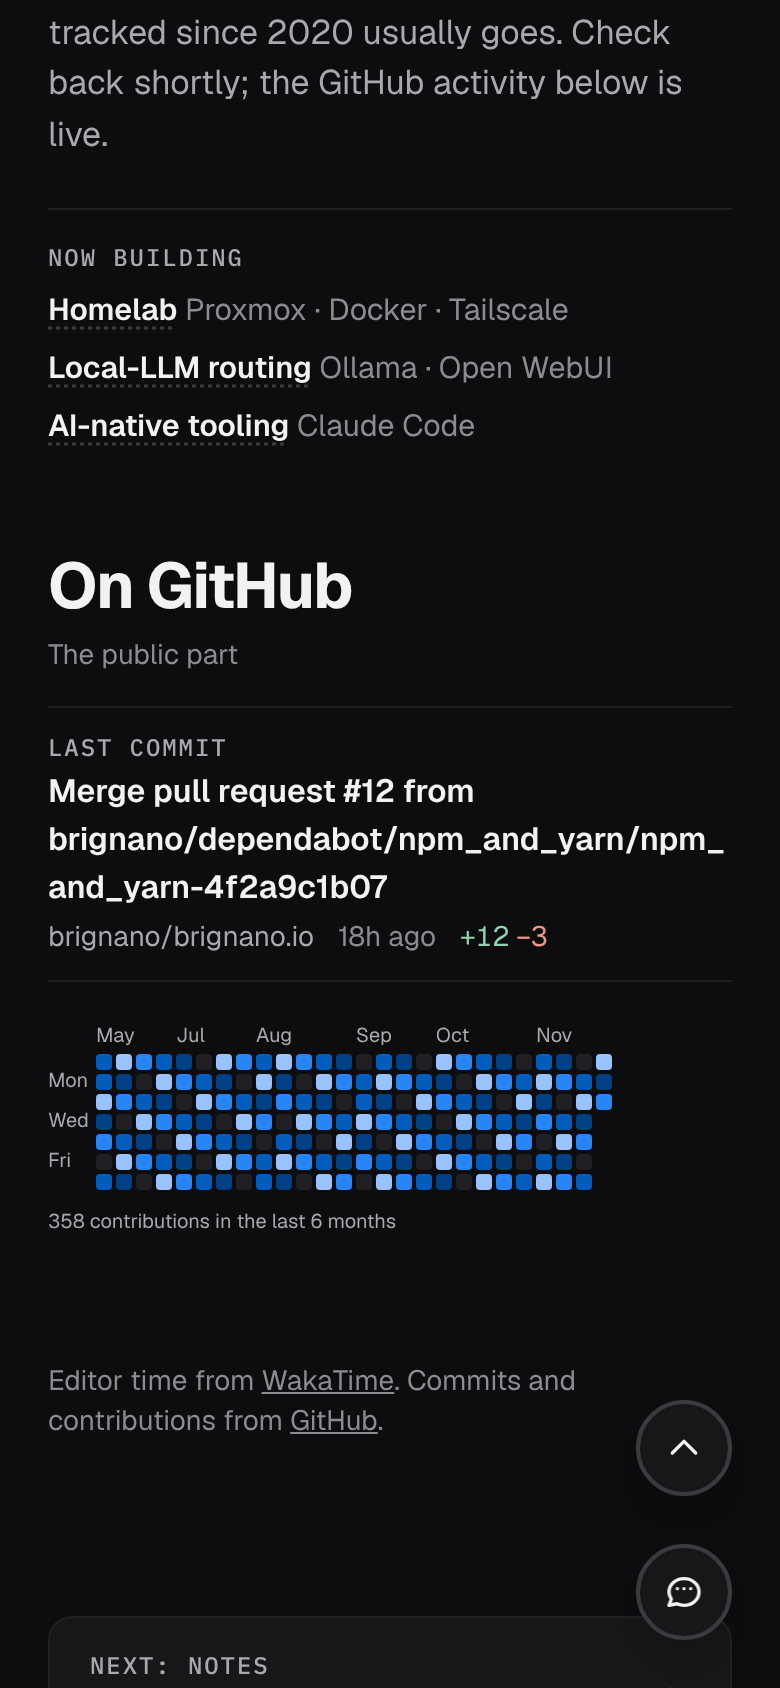 tracked since 2020 usually goes. Check
back shortly; the GitHub activity below is
live.
NOW BUILDING
Homelab Proxmox · Docker · Tailscale
Local-LLM routing Ollama · Open WebUI
AI-native tooling Claude Code
On GitHub
The public part
LAST COMMIT
Merge pull request #12 from
brignano/dependabot/npm_and_yarn/npm_
and_yarn-4f2a9c1b07
brignano/brignano.io 18h ago +12 −3
May Jul Aug Sep Oct Nov
Mon
Wed
Fri
358 contributions in the last 6 months
Editor time from WakaTime. Commits and
contributions from GitHub.
NEXT: NOTES